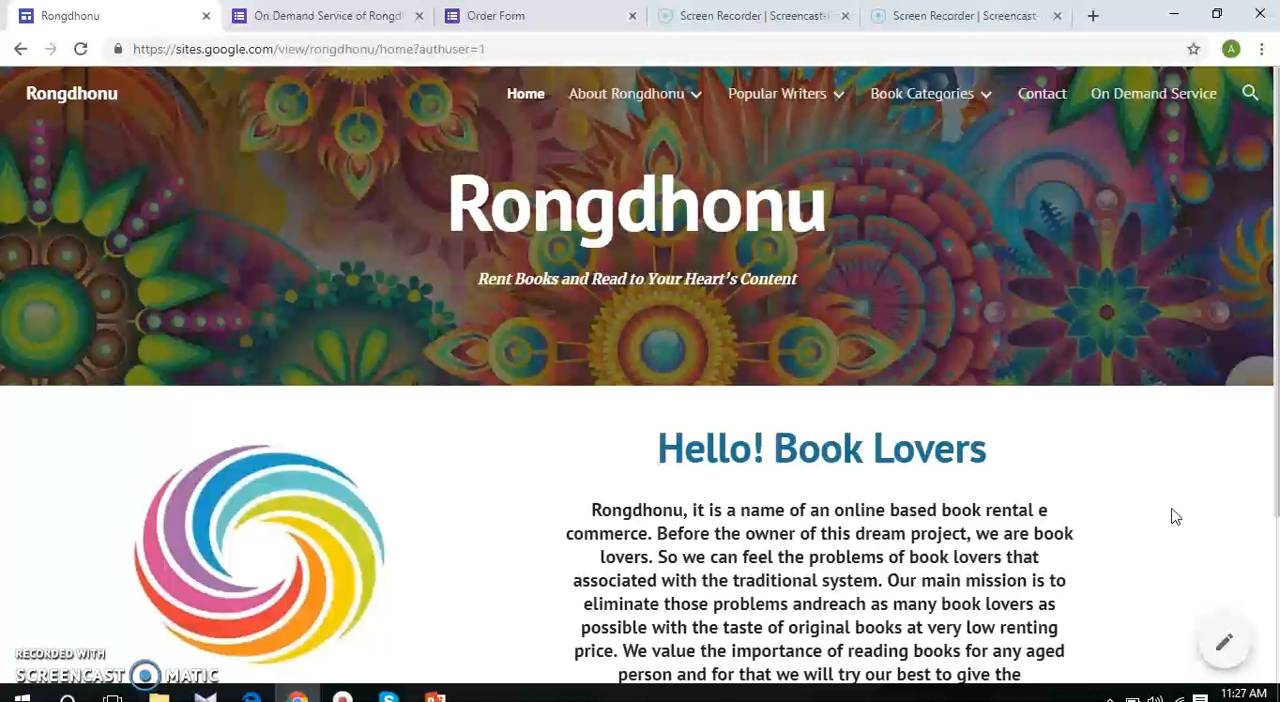 Rongdhonu
On Demand Service of Rongd
Order Form
Screen Recorder | Screencast-
Screen Recorder | Screencast-
https://sites.google.com/view/rongdhonu/home?authuser=1
A
Rongdhonu
Home
About Rongdhonu
Popular Writers
Book Categories
Contact
On Demand Service
Rongdhonu
Rent Books and Read to Your Heart's Content
Hello! Book Lovers
Rongdhonu, it is a name of an online based book rental e
commerce. Before the owner of this dream project, we are book
lovers. So we can feel the problems of book lovers that
associated with the traditional system. Our main mission is to
eliminate those problems andreach as many book lovers as
possible with the taste of original books at very low renting
price. We value the importance of reading books for any aged
person and for that we will try our best to give the
RECORDED WITH
SCREENCAST MATIC
11:27 AM